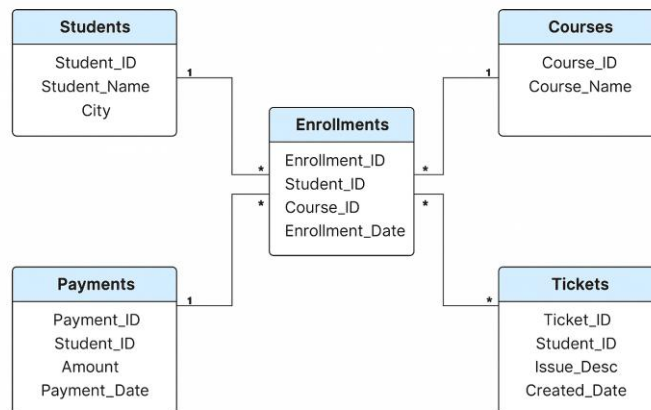 Students
Student_ID
Student_Name
City
1
*
Courses
Course_ID
Course_Name
1
*
Enrollments
Enrollment_ID
Student_ID
Course_ID
Enrollment_Date
*
*
Payments
Payment_ID
Student_ID
Amount
Payment_Date
1
Tickets
Ticket_ID
Student_ID
Issue_Desc
Created_Date
*